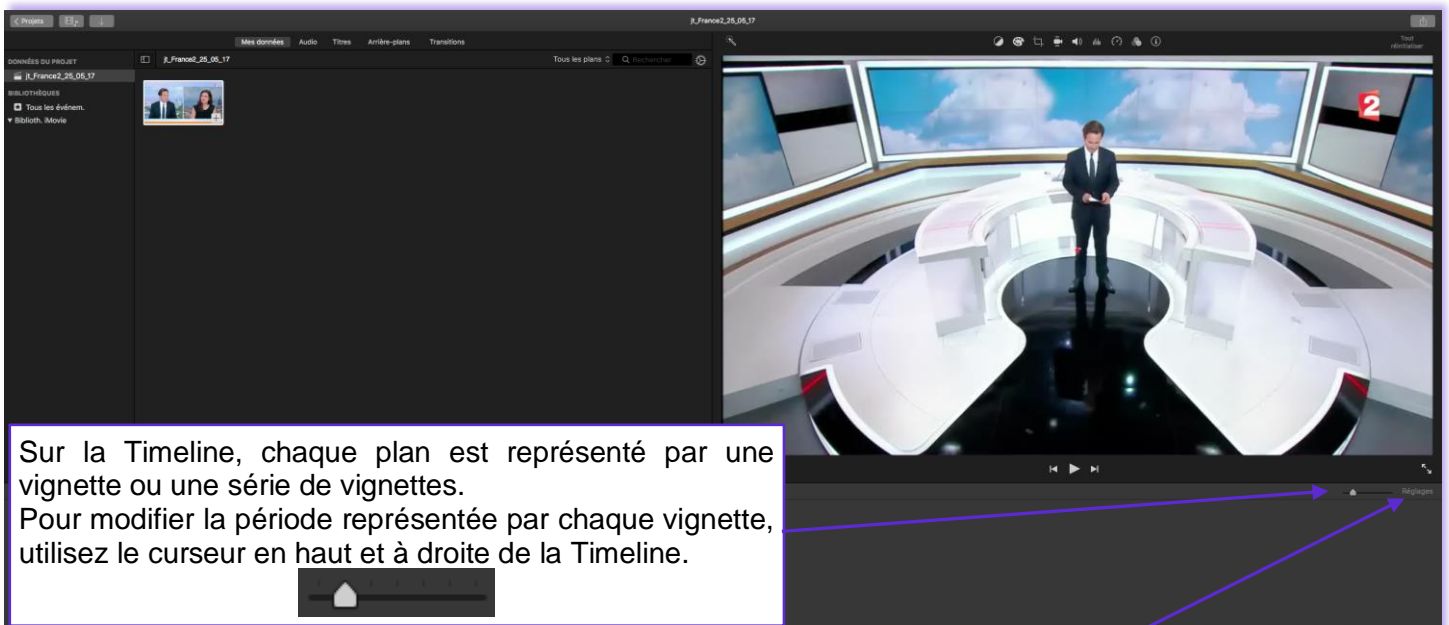 Projets
jt_France2_25_05_17
Mes données Audio Titres Arrière-plans Transitions
Tout réinitialiser
DONNÉES DU PROJET
jt_France2_25_05_17
BIBLIOTHÈQUES
Tous les événem.
Biblioth. iMovie
jt_France2_25_05_17 Tous les plans Rechercher
2
Réglages
Sur la Timeline, chaque plan est représenté par une
vignette ou une série de vignettes.
Pour modifier la période représentée par chaque vignette,
utilisez le curseur en haut et à droite de la Timeline.